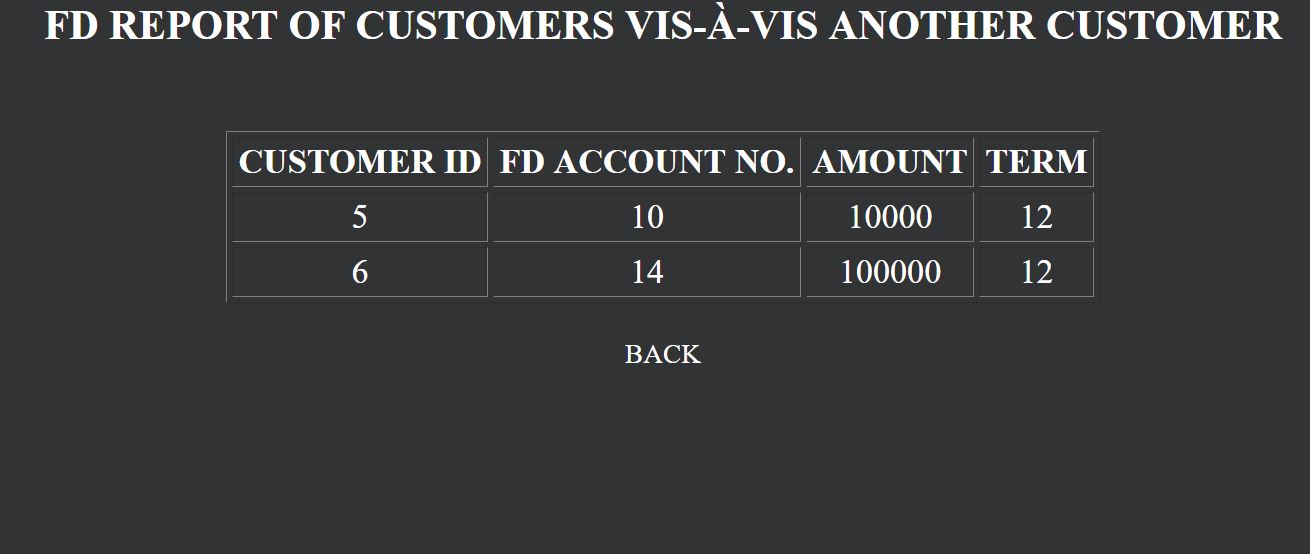 FD REPORT OF CUSTOMERS VIS-À-VIS ANOTHER CUSTOMER
CUSTOMER ID FD ACCOUNT NO. AMOUNT TERM
5 10 10000 12
6 14 100000 12
BACK